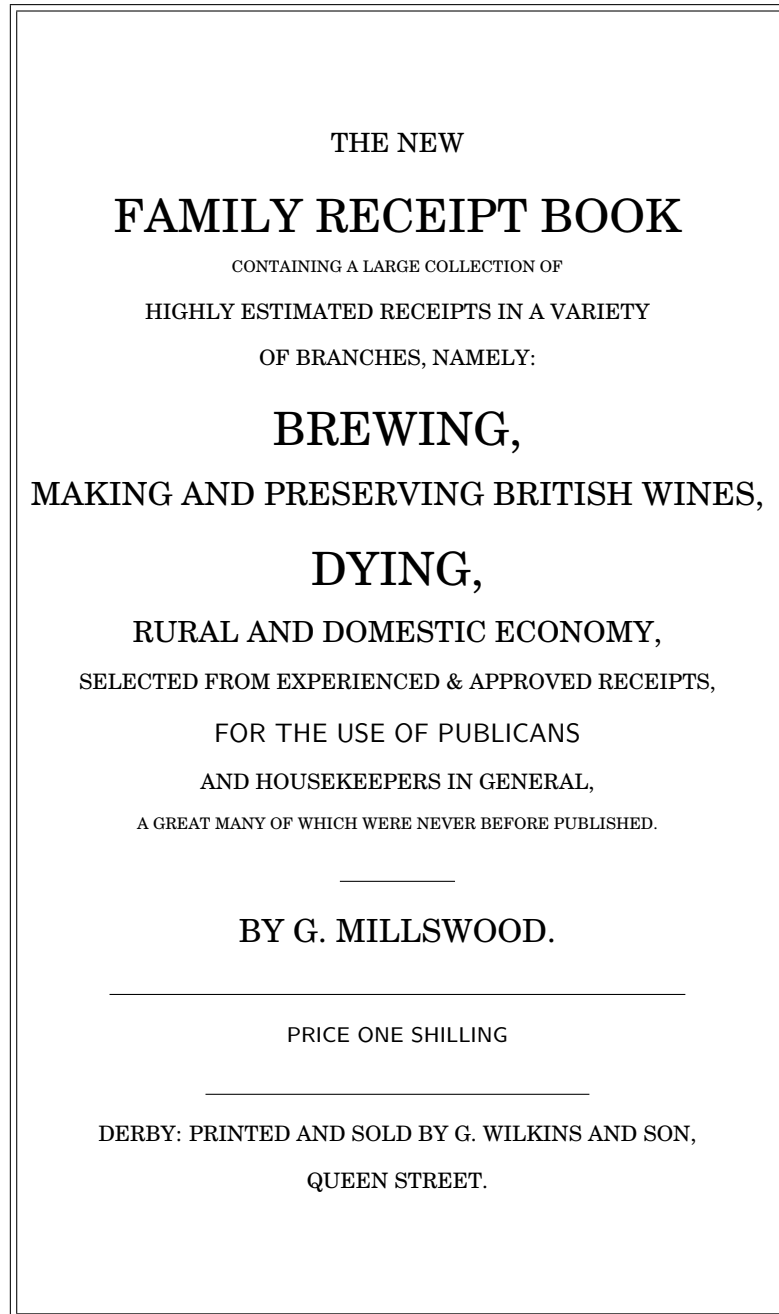 THE NEW
FAMILY RECEIPT BOOK
CONTAINING A LARGE COLLECTION OF
HIGHLY ESTIMATED RECEIPTS IN A VARIETY
OF BRANCHES, NAMELY:
BREWING,
MAKING AND PRESERVING BRITISH WINES,
DYING,
RURAL AND DOMESTIC ECONOMY,
SELECTED FROM EXPERIENCED & APPROVED RECEIPTS,
FOR THE USE OF PUBLICANS
AND HOUSEKEEPERS IN GENERAL,
A GREAT MANY OF WHICH WERE NEVER BEFORE PUBLISHED.
BY G. MILLSWOOD.
PRICE ONE SHILLING
DERBY: PRINTED AND SOLD BY G. WILKINS AND SON,
QUEEN STREET.